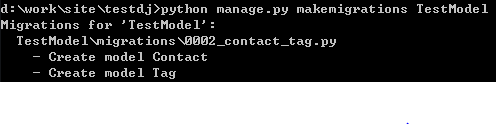 d:\work\site\testdj>python manage.py makemigrations TestModel
Migrations for 'TestModel':
  TestModel\migrations\0002_contact_tag.py
    - Create model Contact
    - Create model Tag